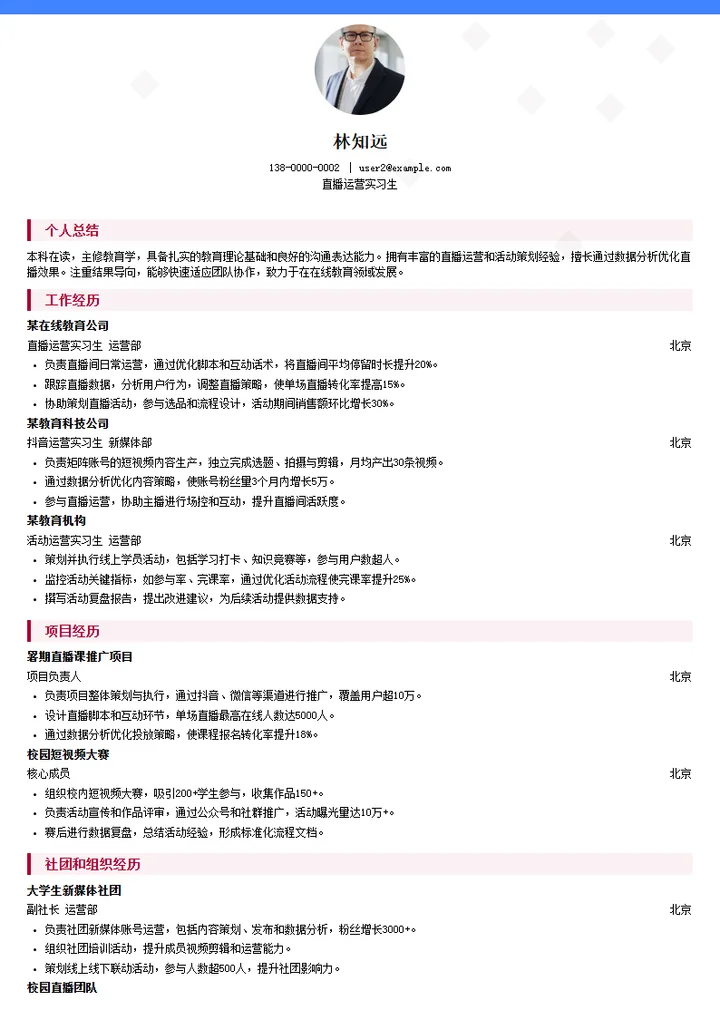 林知远
138-0000-0002 | user2@example.com
直播运营实习生
个人总结
本科在读，主修教育学，具备扎实的教育理论基础和良好的沟通表达能力。拥有丰富的直播运营和活动策划经验，擅长通过数据分析优化直
播效果。注重结果导向，能够快速适应团队协作，致力于在在线教育领域发展。
工作经历
某在线教育公司
直播运营实习生 运营部 北京
• 负责直播间日常运营，通过优化脚本和互动话术，将直播间平均停留时长提升20%。
• 跟踪直播数据，分析用户行为，调整直播策略，使单场直播转化率提高15%。
• 协助策划直播活动，参与选品和流程设计，活动期间销售额环比增长30%。
某教育科技公司
抖音运营实习生 新媒体部 北京
• 负责矩阵账号的短视频内容生产，独立完成选题、拍摄与剪辑，月均产出30条视频。
• 通过数据分析优化内容策略，使账号粉丝量3个月内增长5万。
• 参与直播运营，协助主播进行场控和互动，提升直播间活跃度。
某教育机构
活动运营实习生 运营部 北京
• 策划并执行线上学员活动，包括学习打卡、知识竞赛等，参与用户数超人。
• 监控活动关键指标，如参与率、完课率，通过优化活动流程使完课率提升25%。
• 撰写活动复盘报告，提出改进建议，为后续活动提供数据支持。
项目经历
暑期直播课推广项目
项目负责人 北京
• 负责项目整体策划与执行，通过抖音、微信等渠道进行推广，覆盖用户超10万。
• 设计直播脚本和互动环节，单场直播最高在线人数达5000人。
• 通过数据分析优化投放策略，使课程报名转化率提升18%。
校园短视频大赛
核心成员 北京
• 组织校内短视频大赛，吸引200+学生参与，收集作品150+。
• 负责活动宣传和作品评审，通过公众号和社群推广，活动曝光量达10万+。
• 赛后进行数据复盘，总结活动经验，形成标准化流程文档。
社团和组织经历
大学生新媒体社团
副社长 运营部 北京
• 负责社团新媒体账号运营，包括内容策划、发布和数据分析，粉丝增长3000+。
• 组织社团培训活动，提升成员视频剪辑和运营能力。
• 策划线上线下联动活动，参与人数超500人，提升社团影响力。
校园直播团队